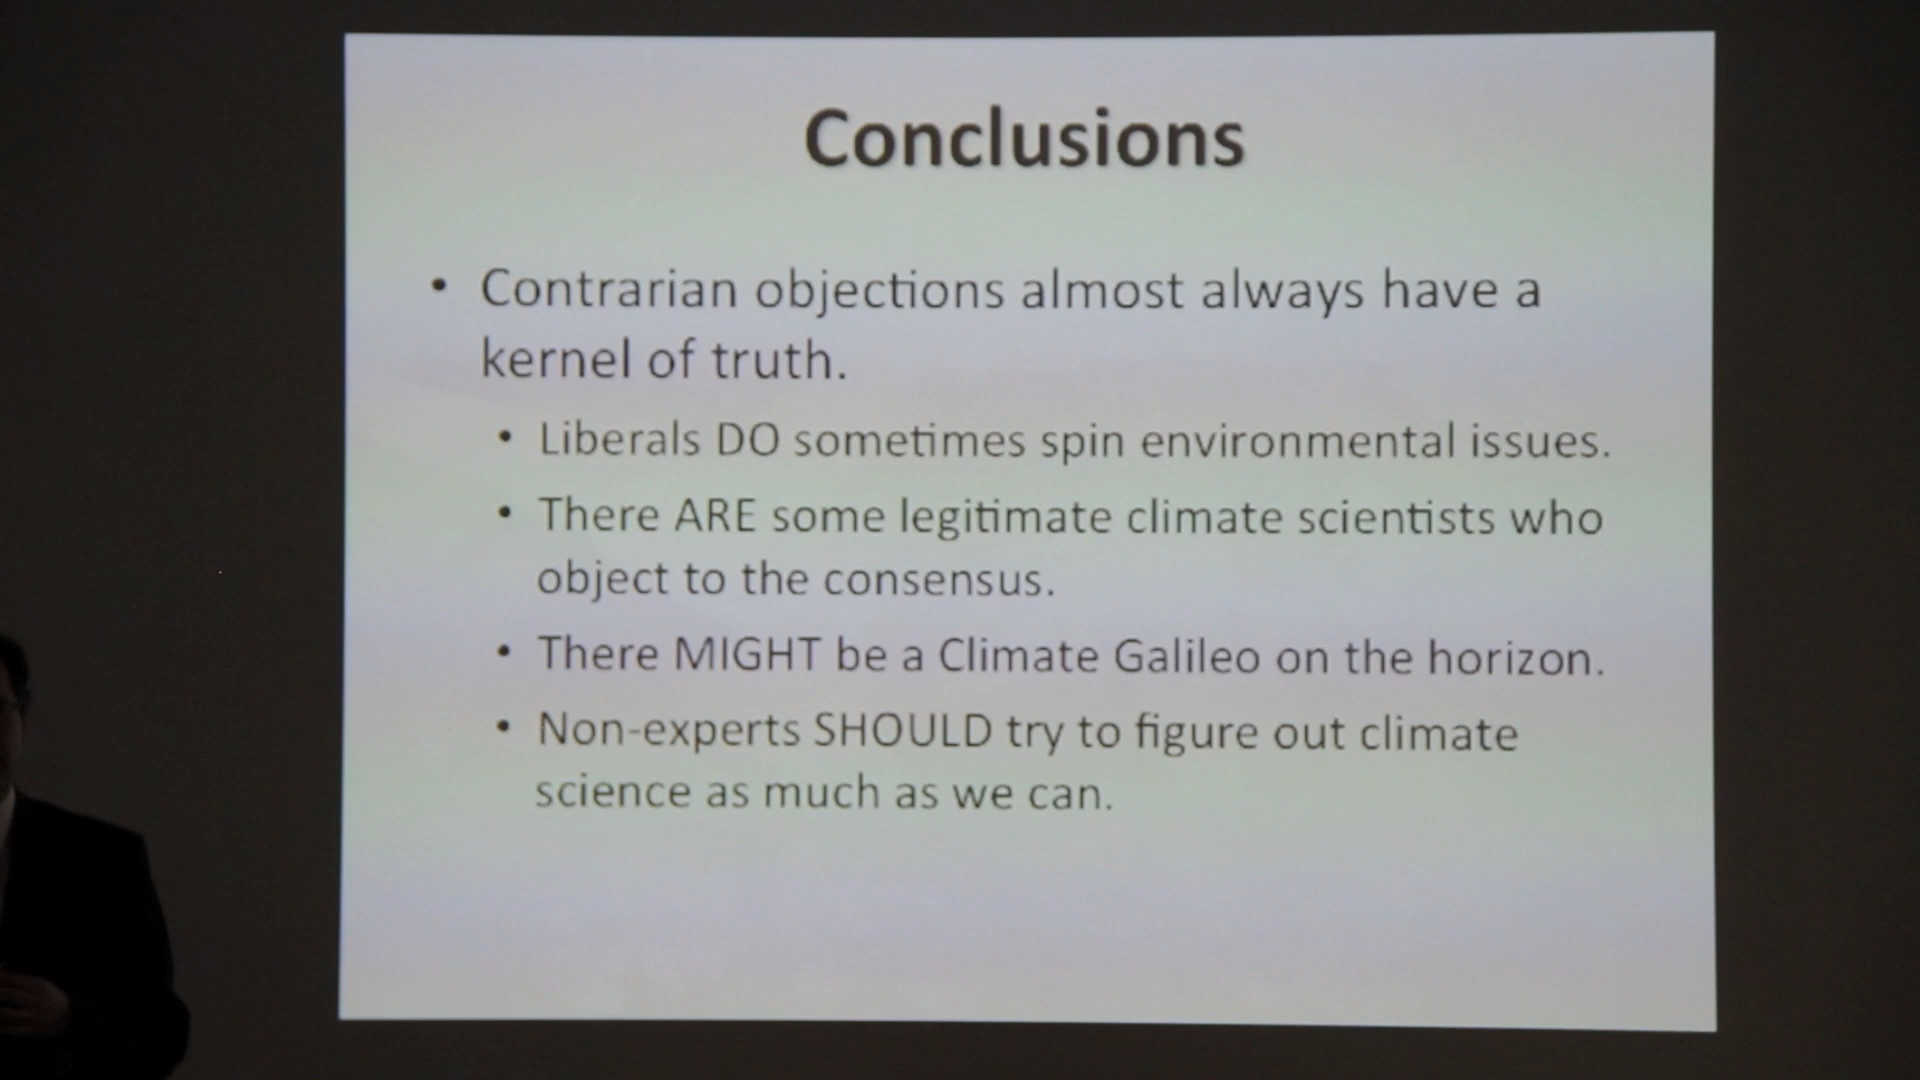 Conclusions
• Contrarian objections almost always have a
kernel of truth.
• Liberals DO sometimes spin environmental issues.
• There ARE some legitimate climate scientists who
object to the consensus.
• There MIGHT be a Climate Galileo on the horizon.
• Non-experts SHOULD try to figure out climate
science as much as we can.